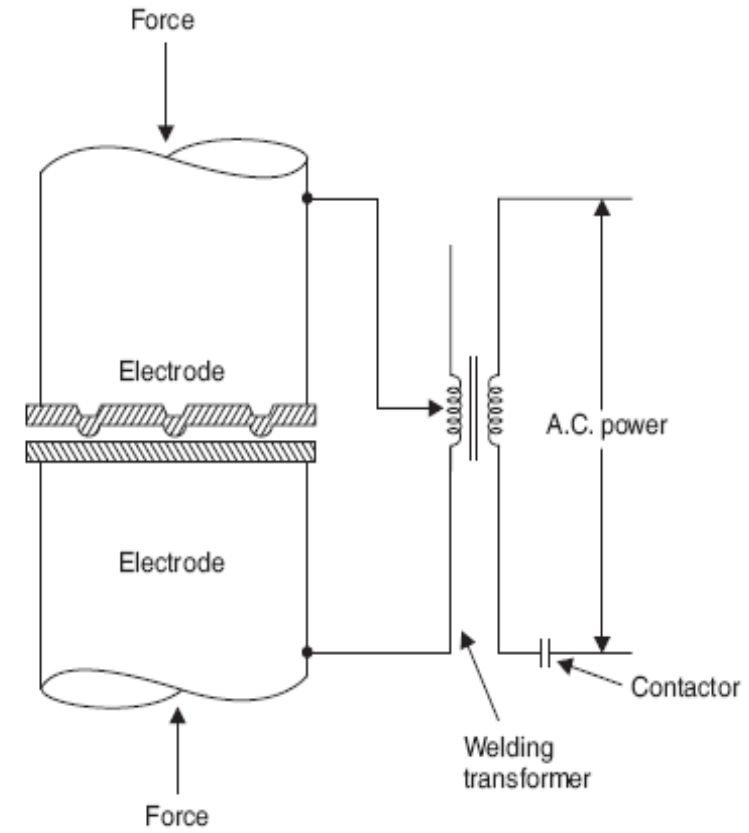 Force
Electrode
A.C. power
Electrode
Contactor
Welding
transformer
Force